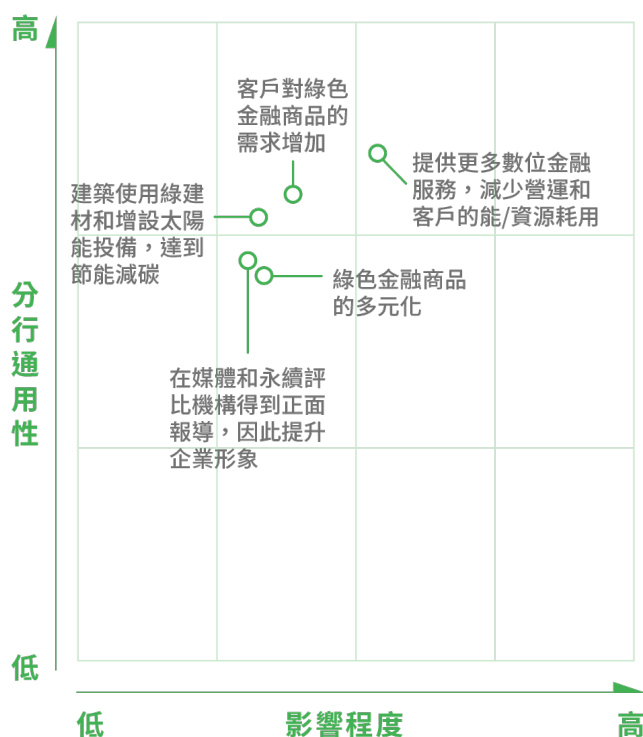 高
客戶對綠色
金融商品的
需求增加
提供更多數位金融
服務，減少營運和
客戶的能/資源耗用
建築使用綠建
材和增設太陽
能投備，達到
節能減碳
綠色金融商品
的多元化
在媒體和永續評
比機構得到正面
報導，因此提升
企業形象
分行通用性
低
低
影響程度
高